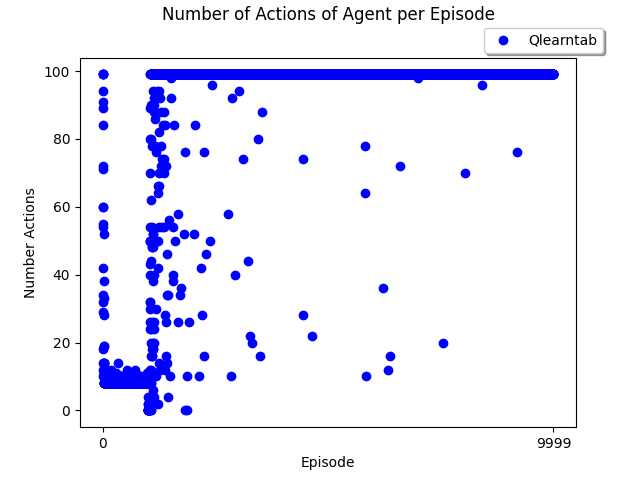 Number of Actions of Agent per Episode
Qlearntab
100
80
60
40
20
0
Number Actions
0
9999
Episode